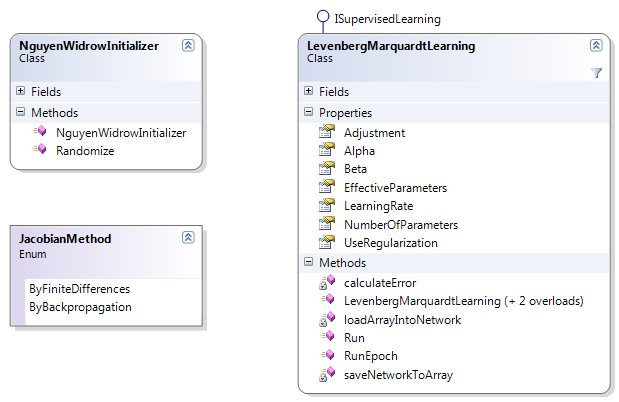 NguyenWidrowInitializer
Class
Fields
Methods
NguyenWidrowInitializer
Randomize
JacobianMethod
Enum
ByFiniteDifferences
ByBackpropagation
ISupervisedLearning
LevenbergMarquardtLearning
Class
Fields
Properties
Adjustment
Alpha
Beta
EffectiveParameters
LearningRate
NumberOfParameters
UseRegularization
Methods
calculateError
LevenbergMarquardtLearning (+ 2 overloads)
loadArrayIntoNetwork
Run
RunEpoch
saveNetworkToArray